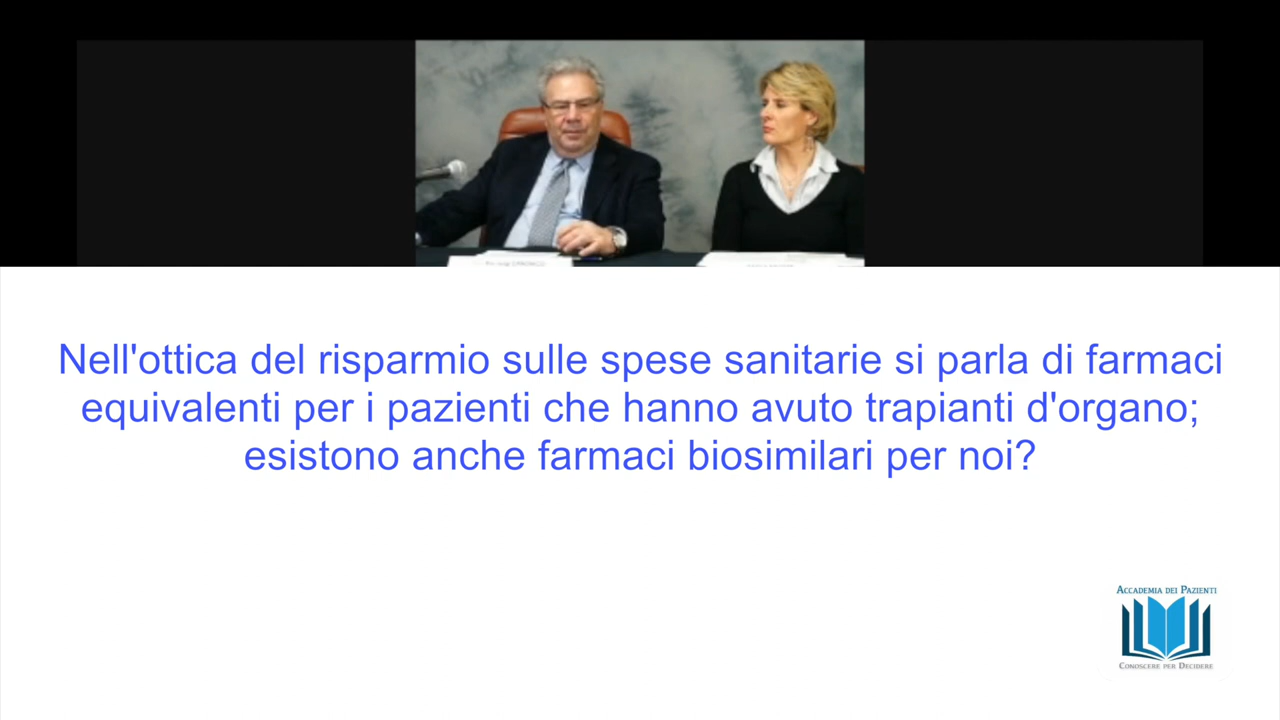 Nell'ottica del risparmio sulle spese sanitarie si parla di farmaci
equivalenti per i pazienti che hanno avuto trapianti d'organo;
esistono anche farmaci biosimilari per noi?
ACCADEMIA DEI PAZIENTI
CONOSCERE PER DECIDERE